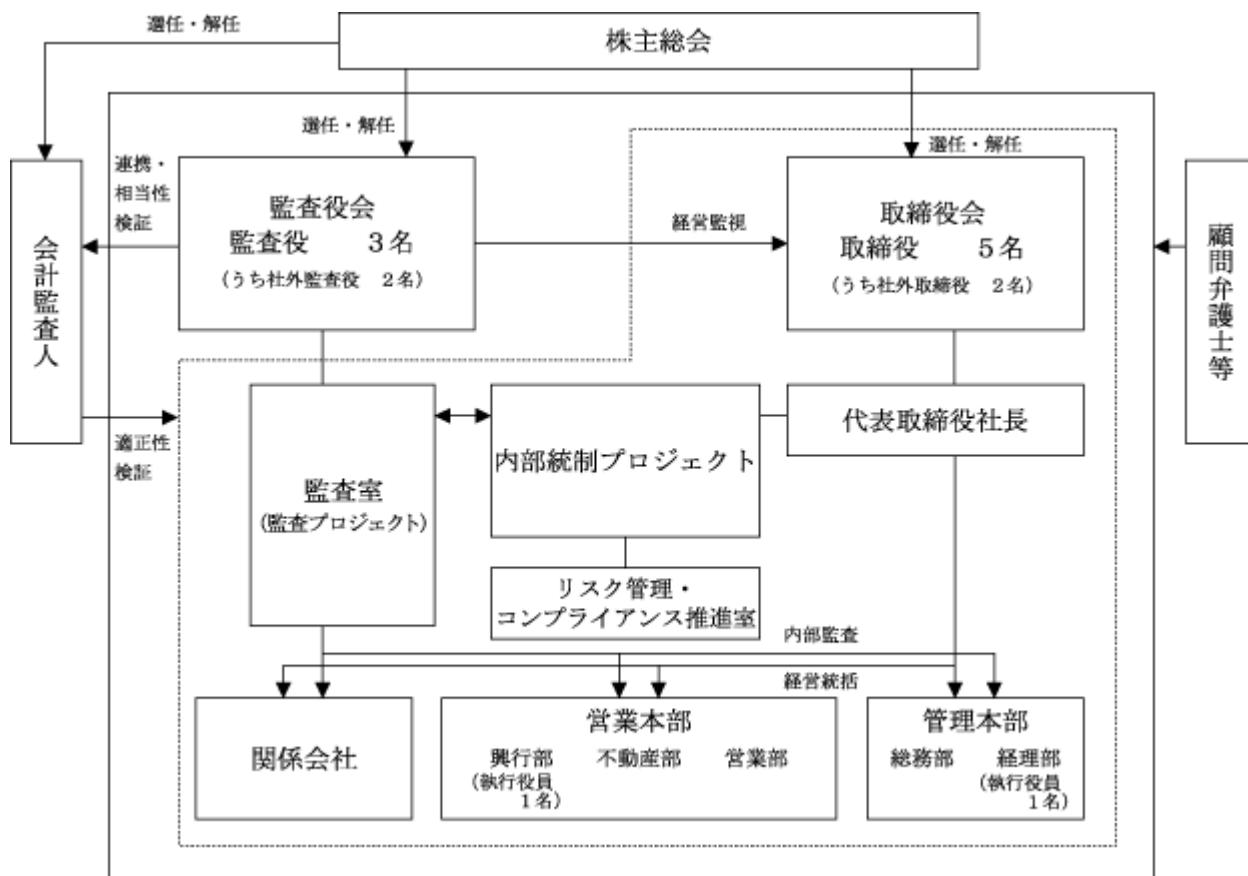 選任・解任
株主総会
選任・解任
選任・解任
連携・
相当性
検証
監査役会
監査役　　３名
（うち社外監査役　２名）
経営監視
取締役会
取締役　　５名
（うち社外取締役　２名）
会計監査人
顧問弁護士等
適正性
検証
監査室
（監査プロジェクト）
内部統制プロジェクト
代表取締役社長
リスク管理・
コンプライアンス推進室
内部監査
経営統括
関係会社
営業本部
興行部　不動産部　営業部
（執行役員
１名）
管理本部
総務部　経理部
（執行役員
１名）